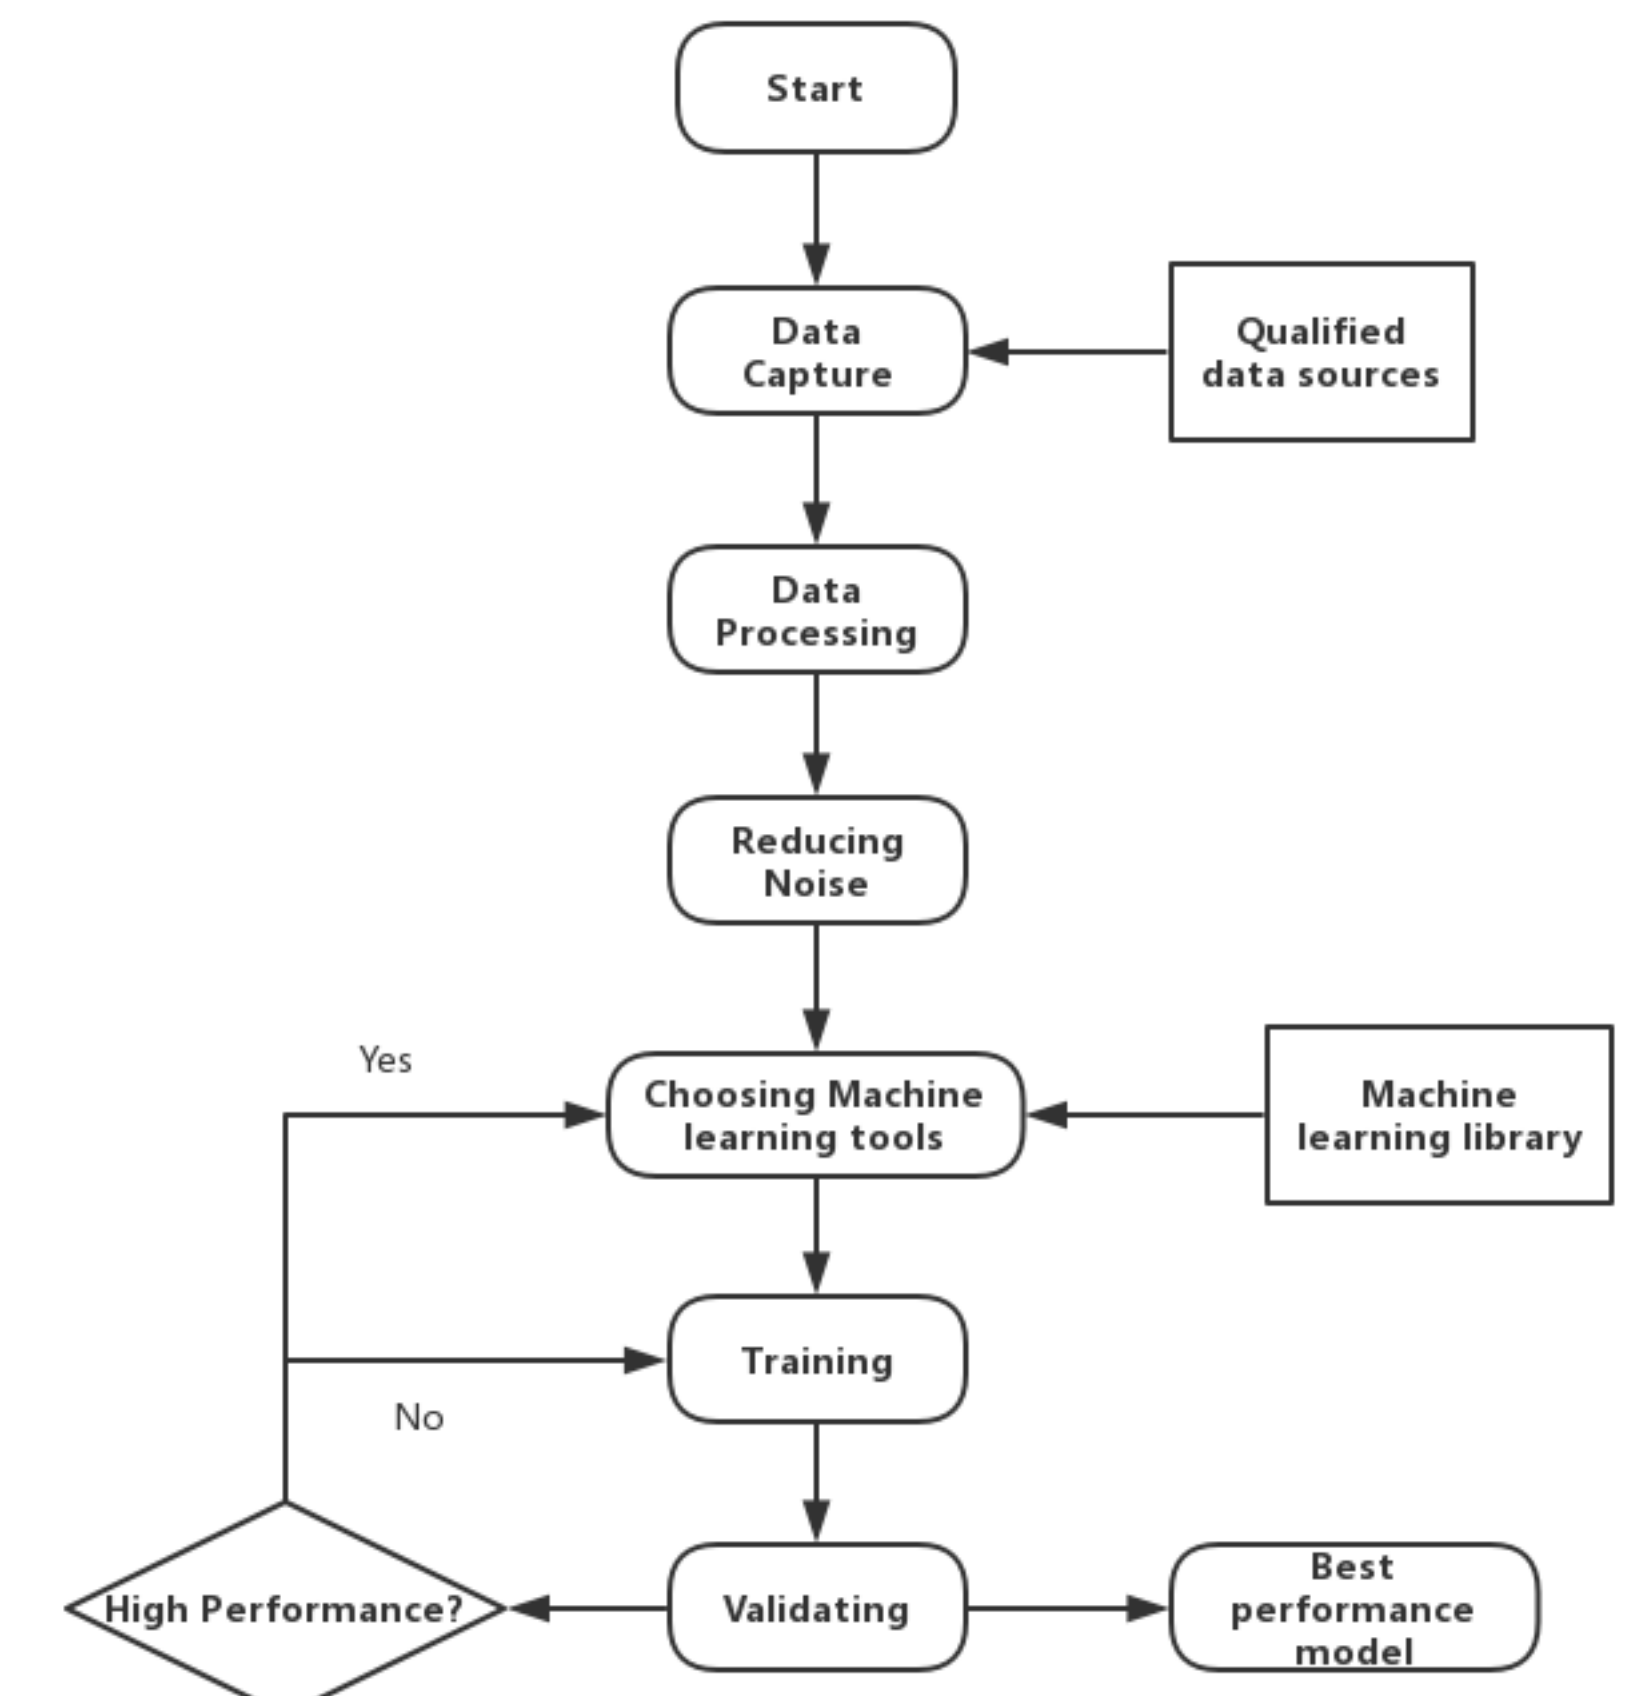 Start
Data
Capture
Qualified
data sources
Data
Processing
Reducing
Noise
Yes
Choosing Machine
learning tools
Machine
learning library
Training
No
High Performance?
Validating
Best
performance
model